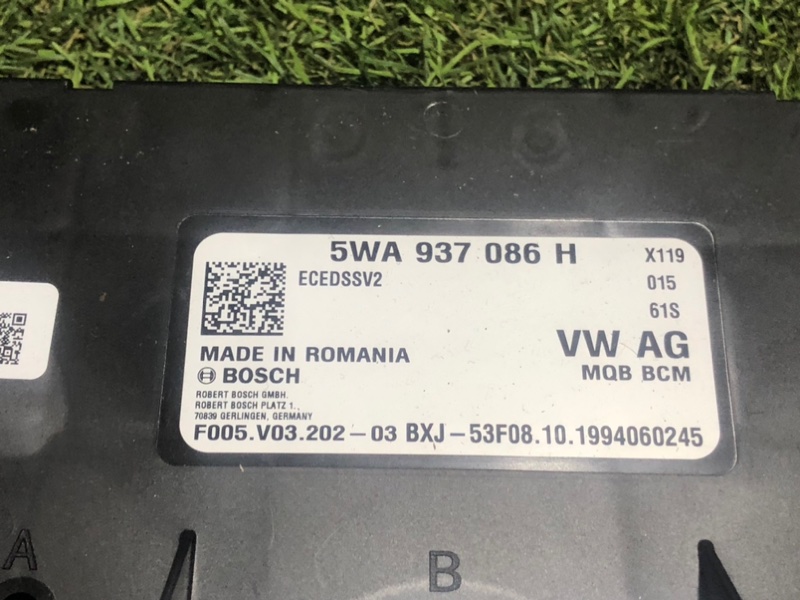 5WA 937 086 H
X119
ECEDSSV2
015
61S
VW AG
MQB BCM
MADE IN ROMANIA
BOSCH
ROBERT BOSCH GMBH.
ROBERT BOSCH PLATZ 1.,
70839 GERLINGEN, GERMANY
F005.V03.202-03 BXJ-53F08.10.1994060245
A
B